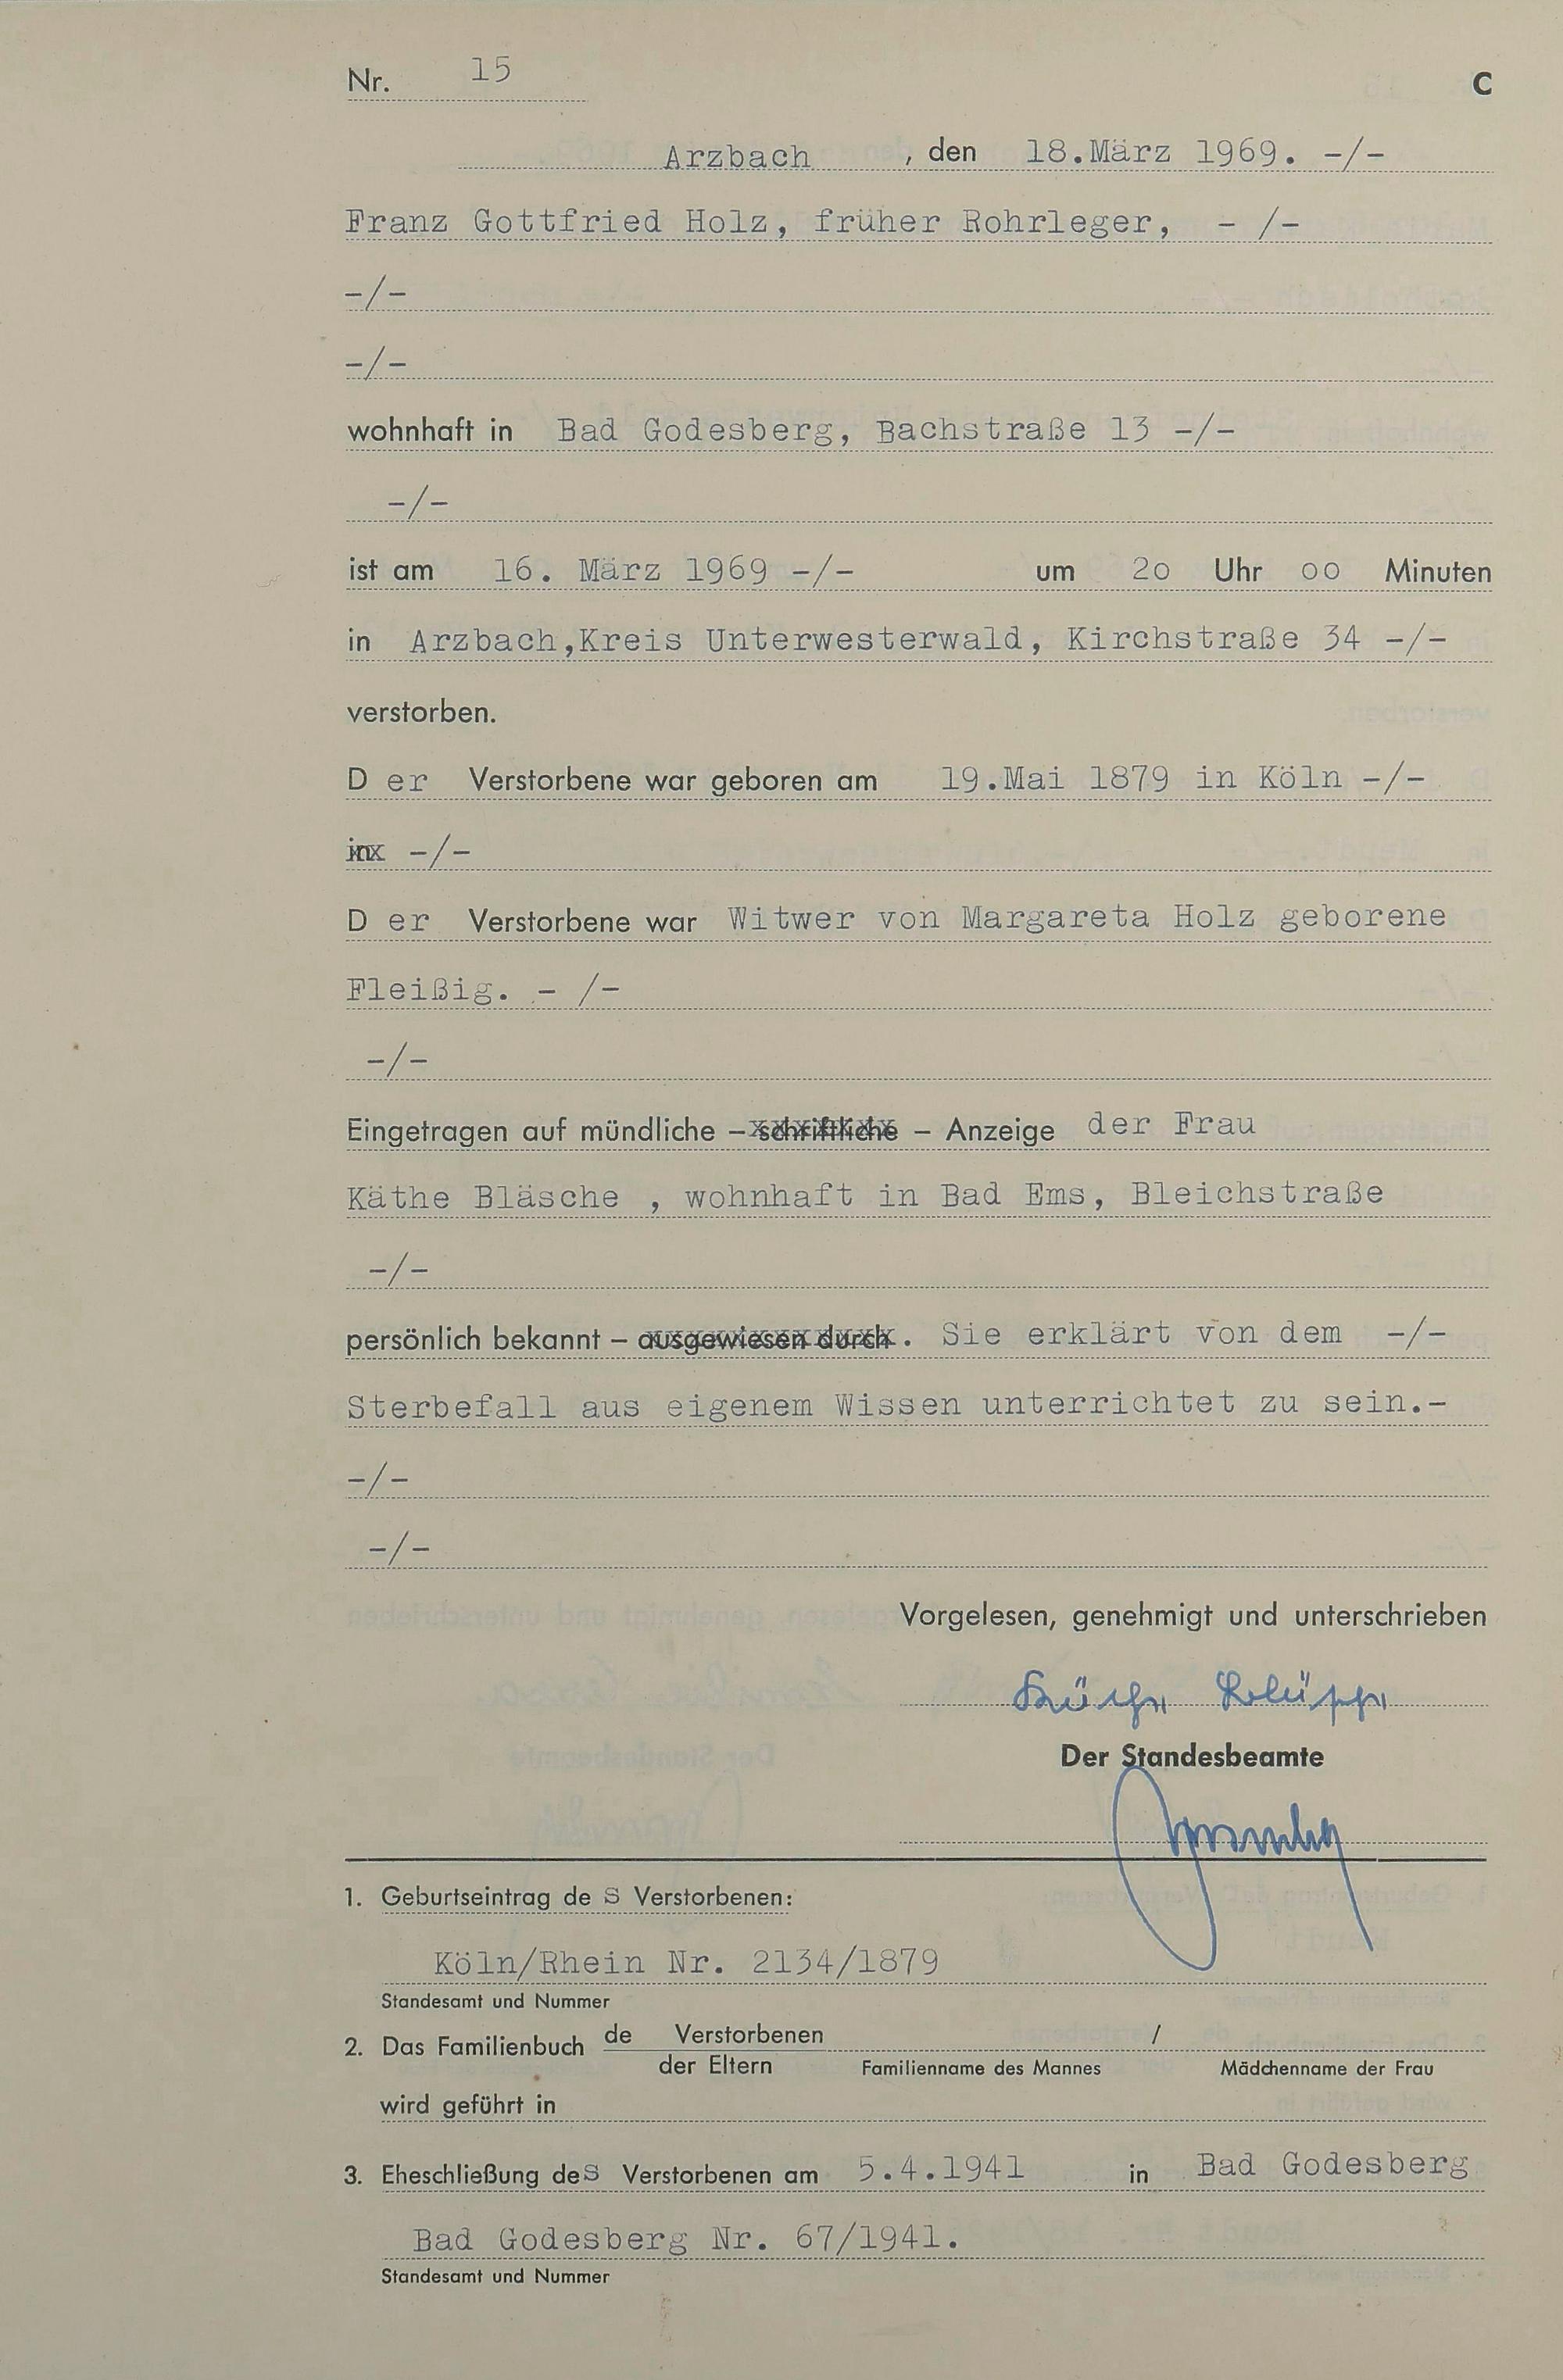 Nr. 15 C
Arzbach , den 18.März 1969. -/-
Franz Gottfried Holz, früher Rohrleger, - /-
-/-
-/-
wohnhaft in Bad Godesberg, Bachstraße 13 -/-
-/-
ist am 16. März 1969 -/- um 2o Uhr oo Minuten
in Arzbach,Kreis Unterwesterwald, Kirchstraße 34 -/-
verstorben.
D er Verstorbene war geboren am 19.Mai 1879 in Köln -/-
in -/-
D er Verstorbene war Witwer von Margareta Holz geborene
Fleißig. - /-
-/-
Eingetragen auf mündliche – schriftliche – Anzeige der Frau
Käthe Bläsche , wohnhaft in Bad Ems, Bleichstraße
-/-
persönlich bekannt – ausgewiesen durch. Sie erklärt von dem -/-
Sterbefall aus eigenem Wissen unterrichtet zu sein.-
-/-
-/-
Vorgelesen, genehmigt und unterschrieben
Der Standesbeamte
1. Geburtseintrag de s Verstorbenen:
Köln/Rhein Nr. 2134/1879
Standesamt und Nummer
2. Das Familienbuch de Verstorbenen /
der Eltern Familienname des Mannes Mädchenname der Frau
wird geführt in
3. Eheschließung des Verstorbenen am 5.4.1941 in Bad Godesberg
Bad Godesberg Nr. 67/1941.
Standesamt und Nummer